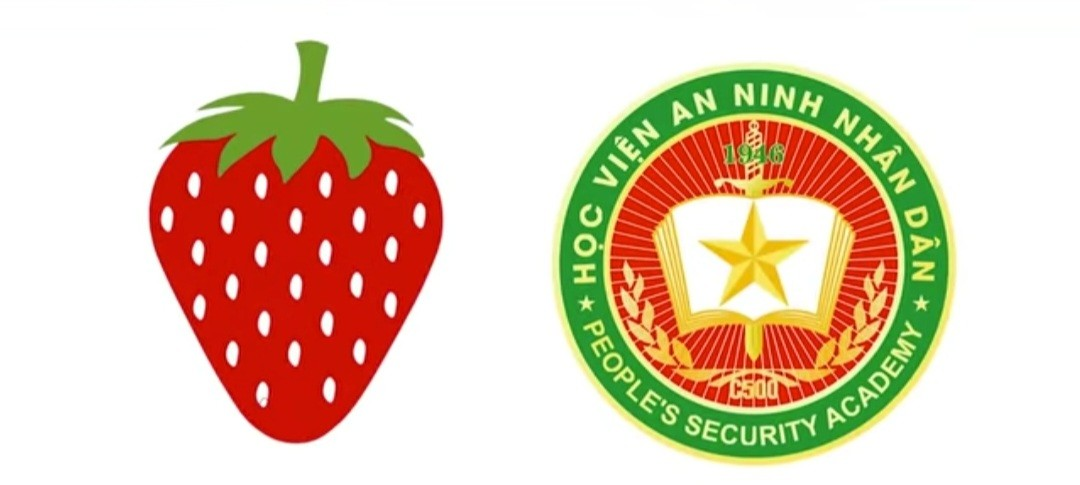 HỌC VIỆN AN NINH NHÂN DÂN
1946
C500
PEOPLE'S SECURITY ACADEMY